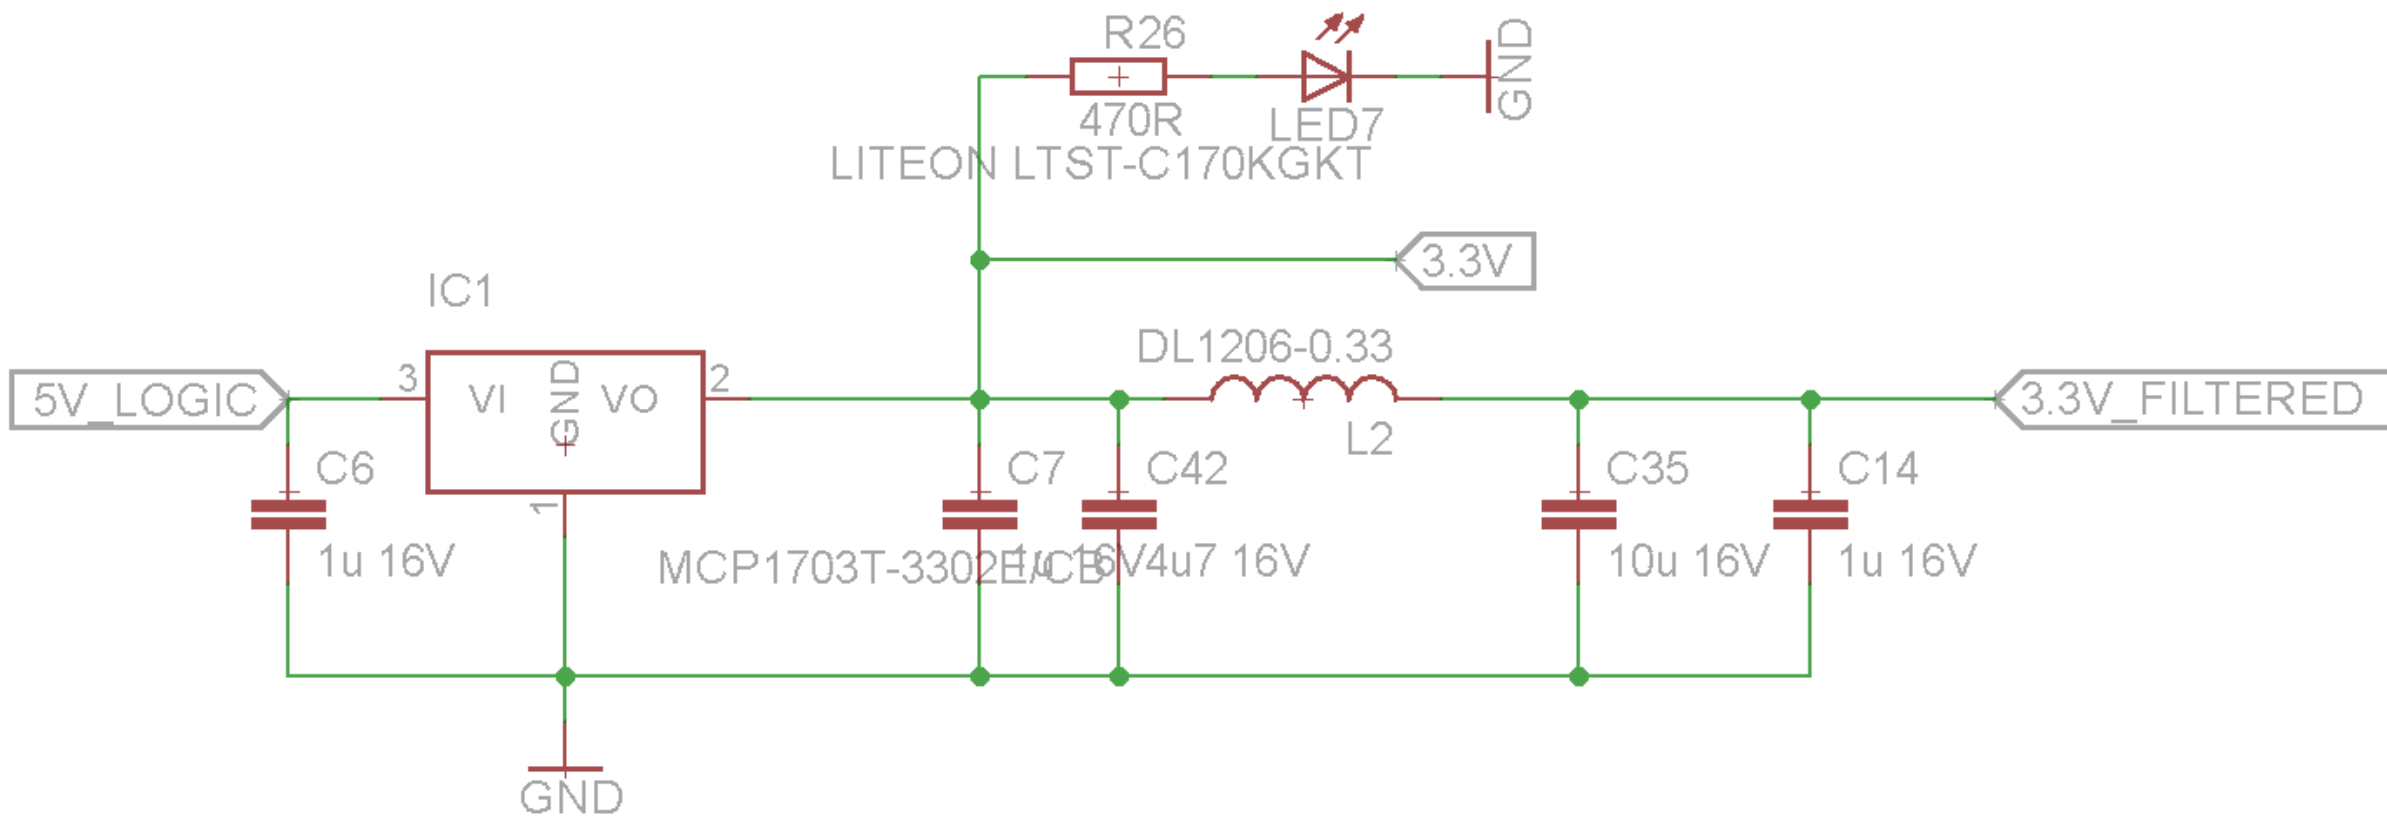 R26
470R
LED7
GND
LITEON LTST-C170KGKT
3.3V
IC1
5V_LOGIC
3
VI
GND
VO
2
1
DL1206-0.33
L2
3.3V_FILTERED
C6
1u 16V
MCP1703T-3302E/CB
C7
1u 16V
C42
4u7 16V
C35
10u 16V
C14
1u 16V
GND